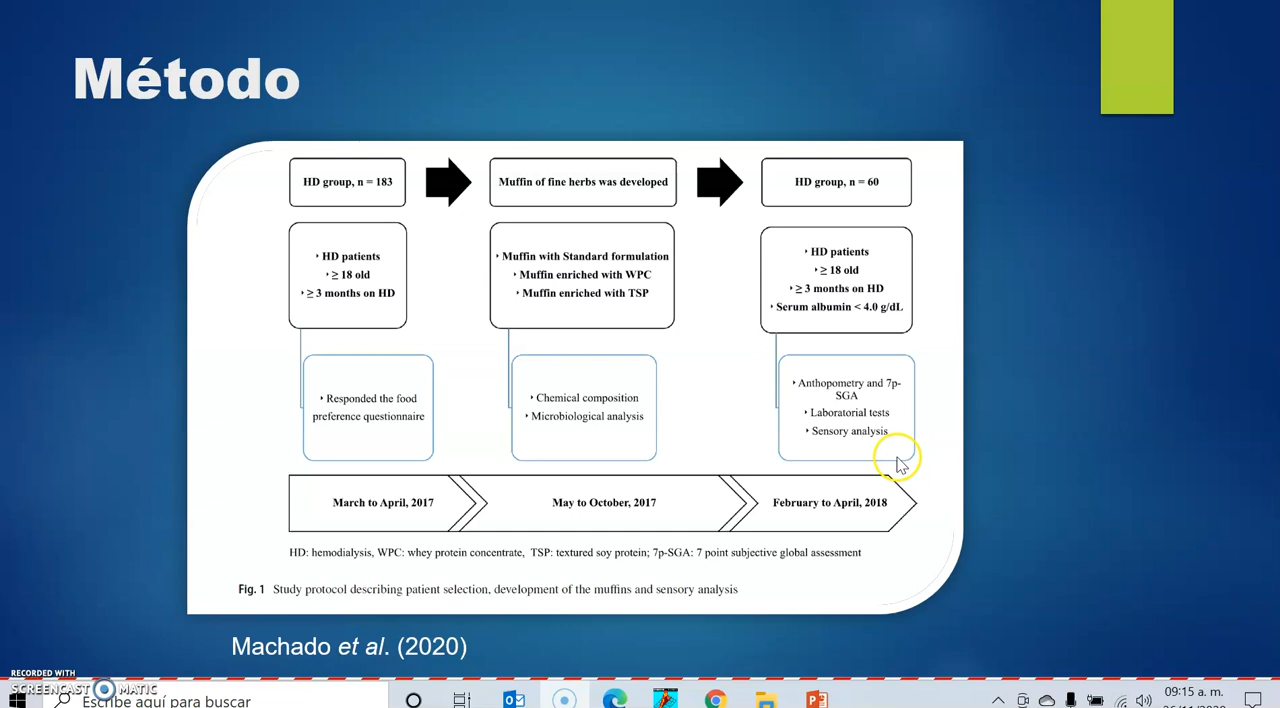 Método
HD group, n = 183
Muffin of fine herbs was developed
HD group, n = 60
‣ HD patients
‣ ≥ 18 old
‣ ≥ 3 months on HD
‣ Muffin with Standard formulation
‣ Muffin enriched with WPC
‣ Muffin enriched with TSP
‣ HD patients
‣ ≥ 18 old
‣ ≥ 3 months on HD
‣ Serum albumin < 4.0 g/dL
‣ Responded the food
preference questionnaire
‣ Chemical composition
‣ Microbiological analysis
‣ Anthopometry and 7p-
SGA
‣ Laboratorial tests
‣ Sensory analysis
March to April, 2017
May to October, 2017
February to April, 2018
HD: hemodialysis, WPC: whey protein concentrate, TSP: textured soy protein; 7p-SGA: 7 point subjective global assessment
Fig. 1 Study protocol describing patient selection, development of the muffins and sensory analysis
Machado et al. (2020)
RECORDED WITH
SCREENCAST MATIC
Escribe aquí para buscar
09:15 a. m.